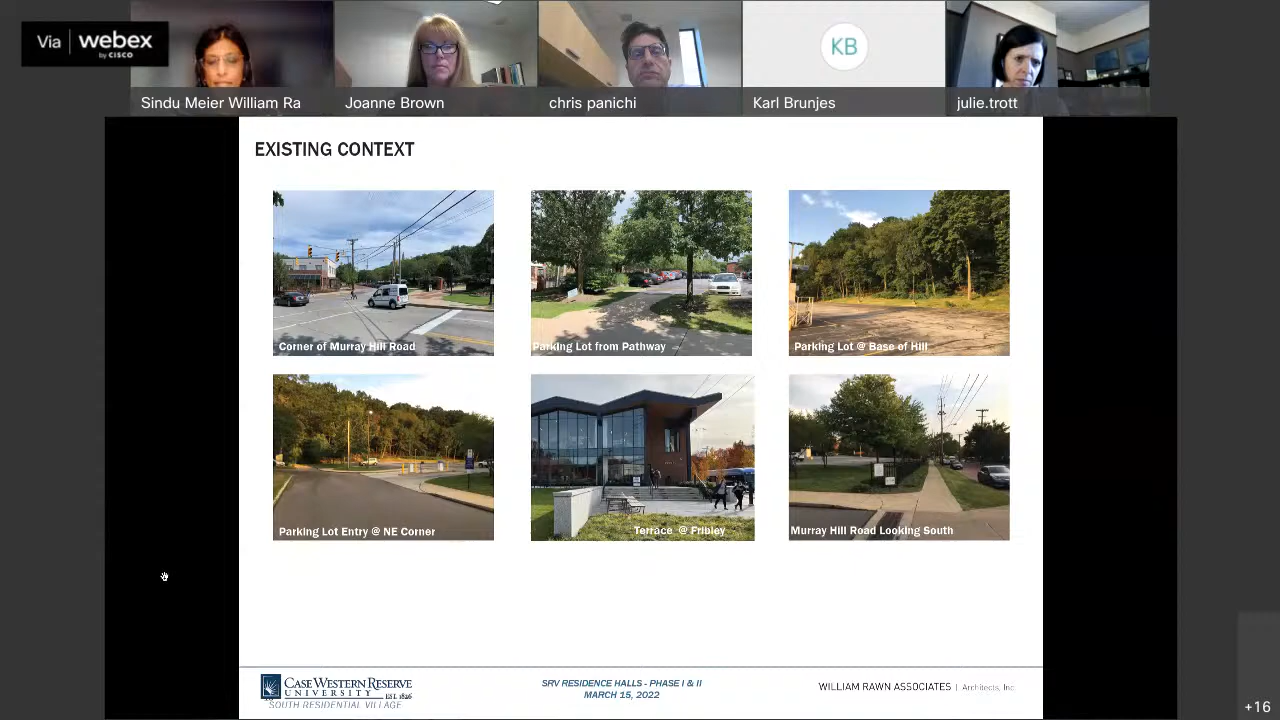 Via | webex
by CISCO
Sindu Meier William Ra
Joanne Brown
chris panichi
KB
Karl Brunjes
julie.trott
EXISTING CONTEXT
Corner of Murray Hill Road
Parking Lot from Pathway
Parking Lot @ Base of Hill
Parking Lot Entry @ NE Corner
Terrace @ Fribley
Murray Hill Road Looking South
CASE WESTERN RESERVE
UNIVERSITY EST. 1826
SOUTH RESIDENTIAL VILLAGE
SRV RESIDENCE HALLS - PHASE I & II
MARCH 15, 2022
WILLIAM RAWN ASSOCIATES | Architects, Inc.
+16